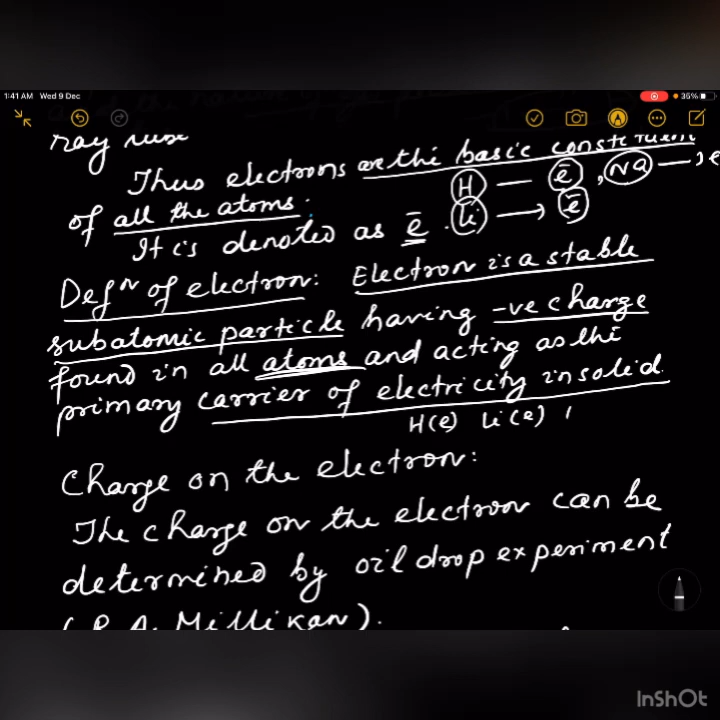 1:41 AM Wed 9 Dec 36%
ray tube
Thus electrons are the basic constituen
of all the atoms. H — ē, Na — e
It is denoted as ē. Li → ē
Defⁿ of electron: Electron is a stable
subatomic particle having -ve charge
found in all atoms and acting as the
primary carrier of electricity in solid.
H(e) Li(e)
Charge on the electron:
The charge on the electron can be
determined by oil drop experiment
(R. A. Millikan).
InShOt